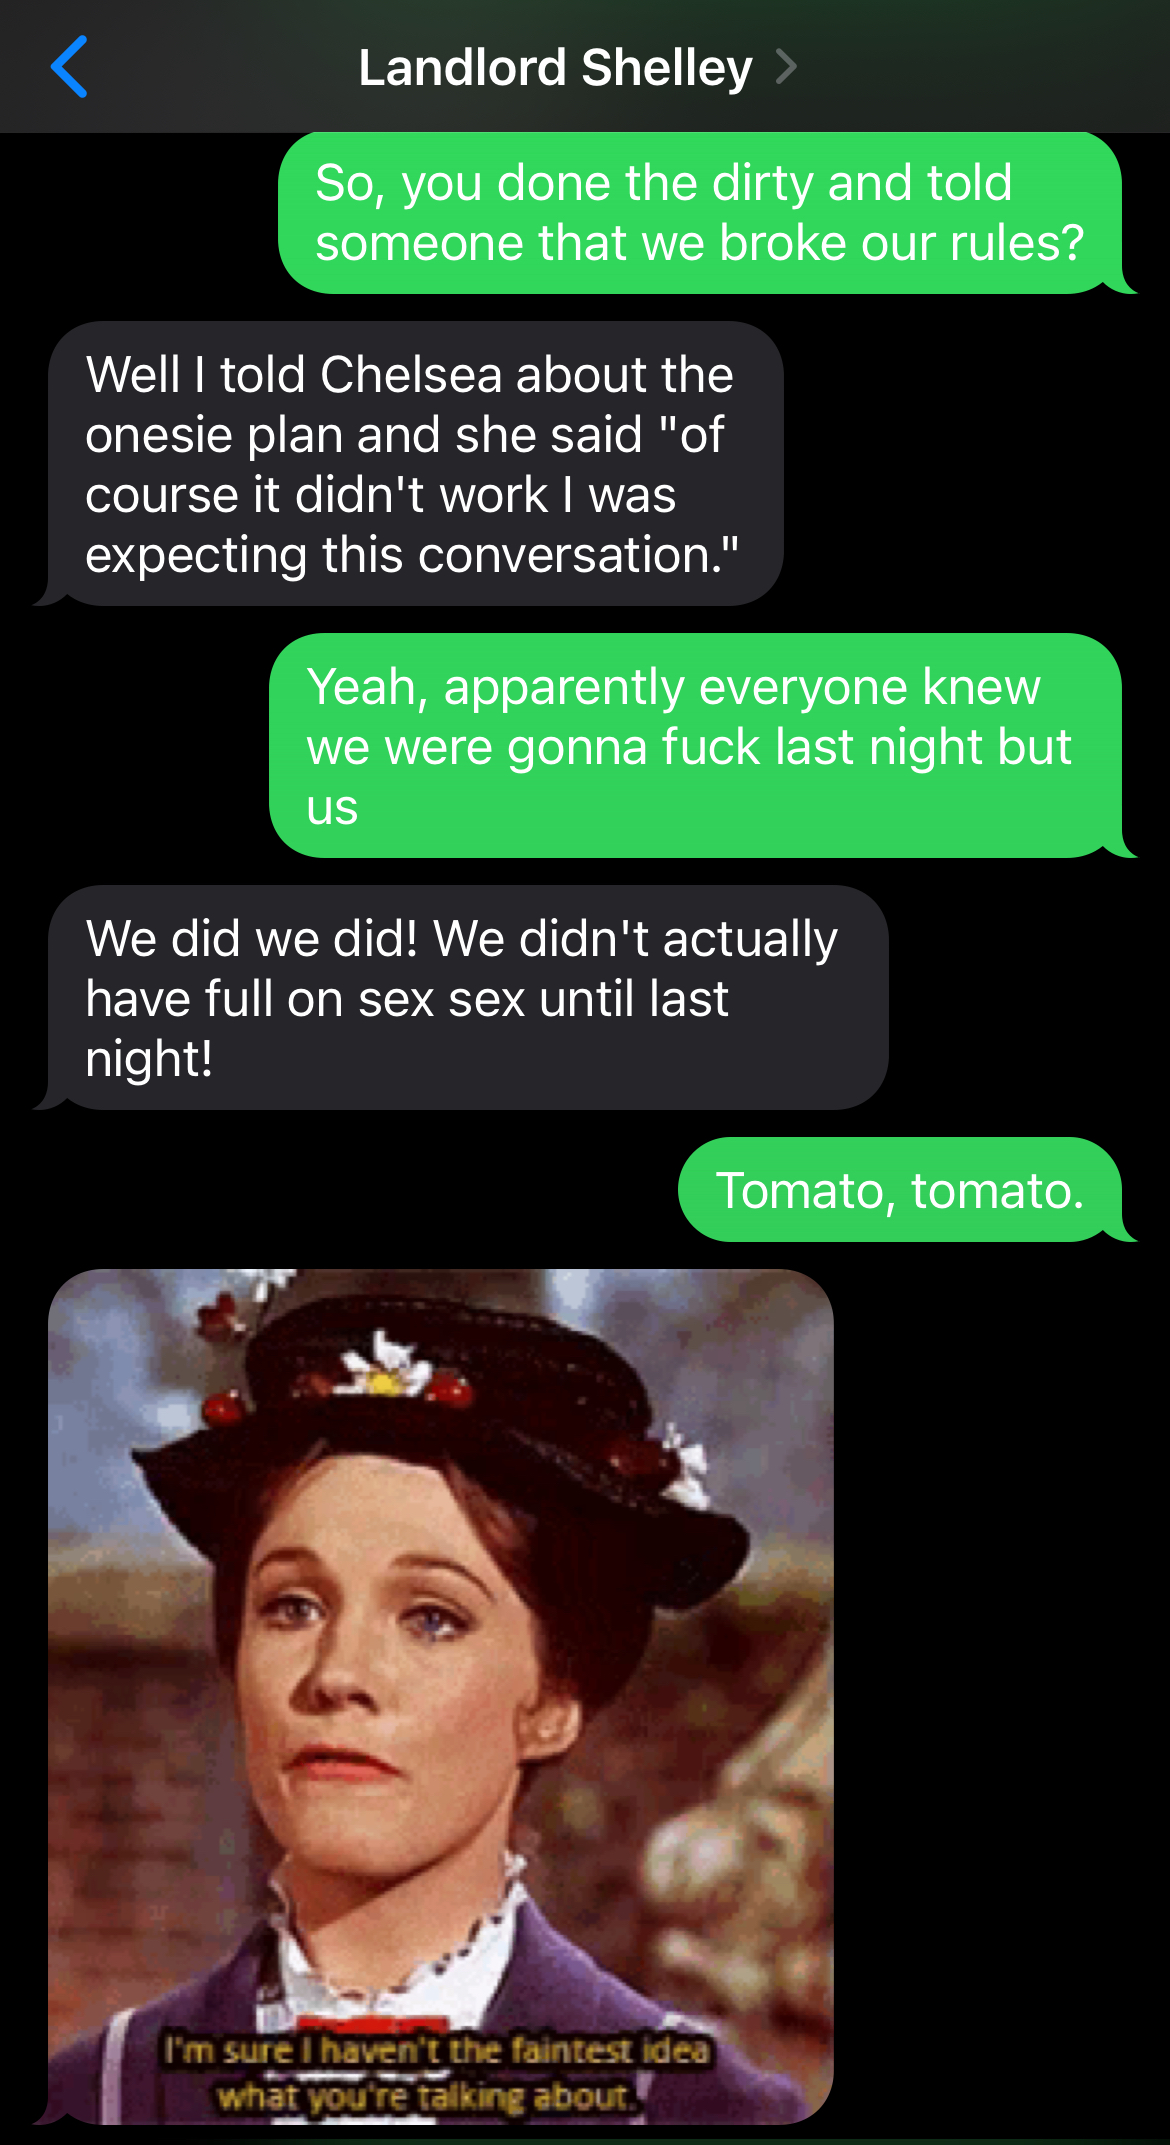 Landlord Shelley
So, you done the dirty and told
someone that we broke our rules?
Well I told Chelsea about the
onesie plan and she said "of
course it didn't work I was
expecting this conversation."
Yeah, apparently everyone knew
we were gonna fuck last night but
us
We did we did! We didn't actually
have full on sex sex until last
night!
Tomato, tomato.
I'm sure I haven't the faintest idea
what you're talking about.